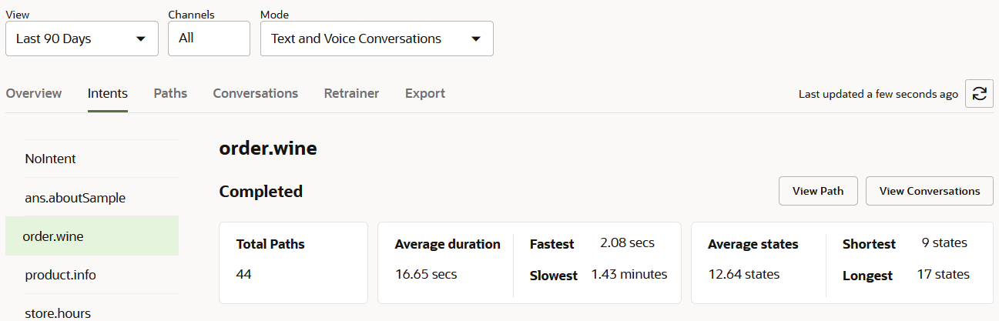 View Channels Mode
Last 90 Days All Text and Voice Conversations
Overview Intents Paths Conversations Retrainer Export Last updated a few seconds ago
NoIntent
ans.aboutSample
order.wine
product.info
store.hours
order.wine
Completed View Path View Conversations
Total Paths
44
Average duration
16.65 secs
Fastest 2.08 secs
Slowest 1.43 minutes
Average states
12.64 states
Shortest 9 states
Longest 17 states